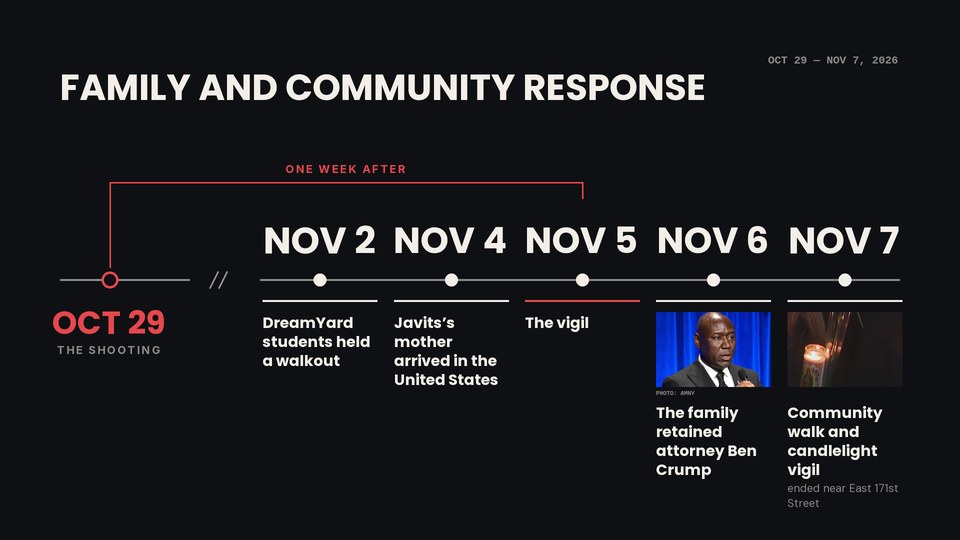 OCT 29 — NOV 7, 2026
FAMILY AND COMMUNITY RESPONSE
ONE WEEK AFTER
NOV 2
NOV 4
NOV 5
NOV 6
NOV 7
OCT 29
THE SHOOTING
DreamYard
students held
a walkout
Javits’s
mother
arrived in the
United States
The vigil
PHOTO: AMNY
The family
retained
attorney Ben
Crump
Community
walk and
candlelight
vigil
ended near East 171st
Street